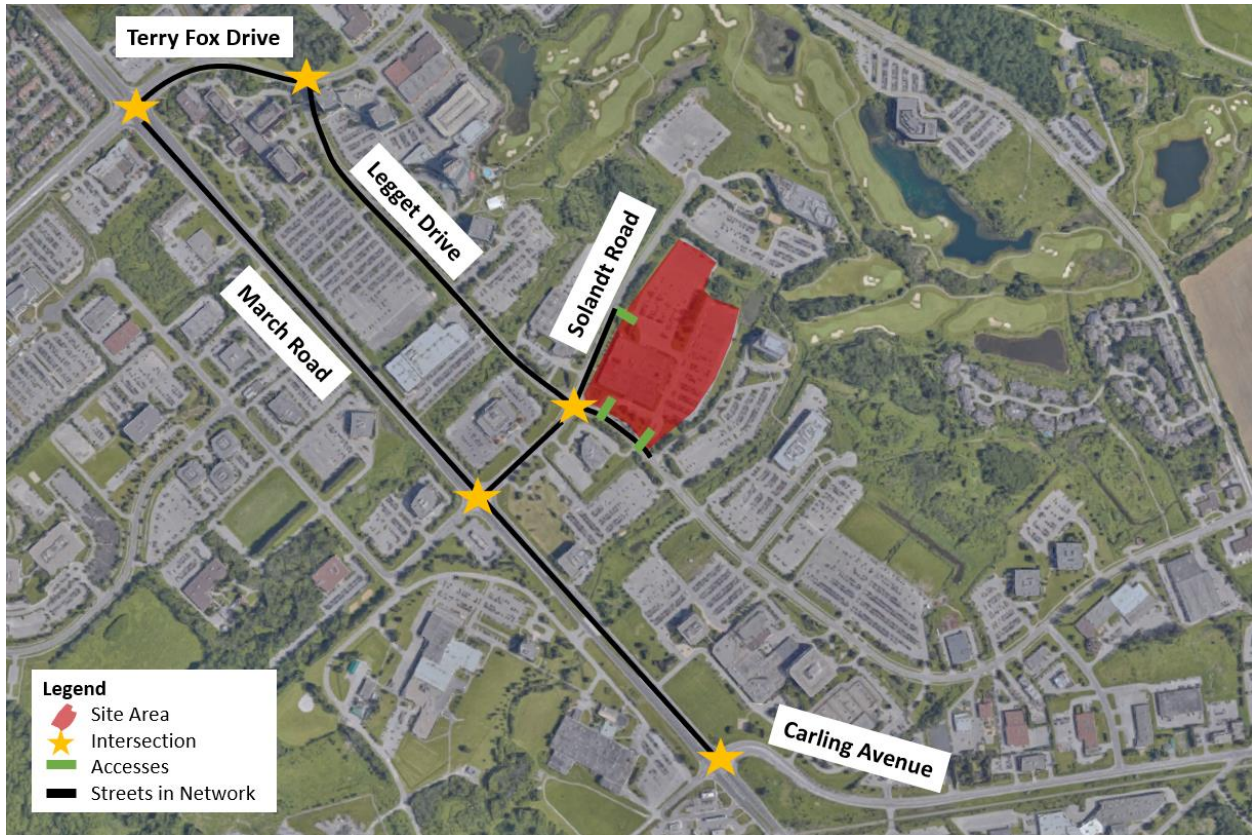 Terry Fox Drive
Legget Drive
Solandt Road
March Road
Carling Avenue
Legend
Site Area
Intersection
Accesses
Streets in Network